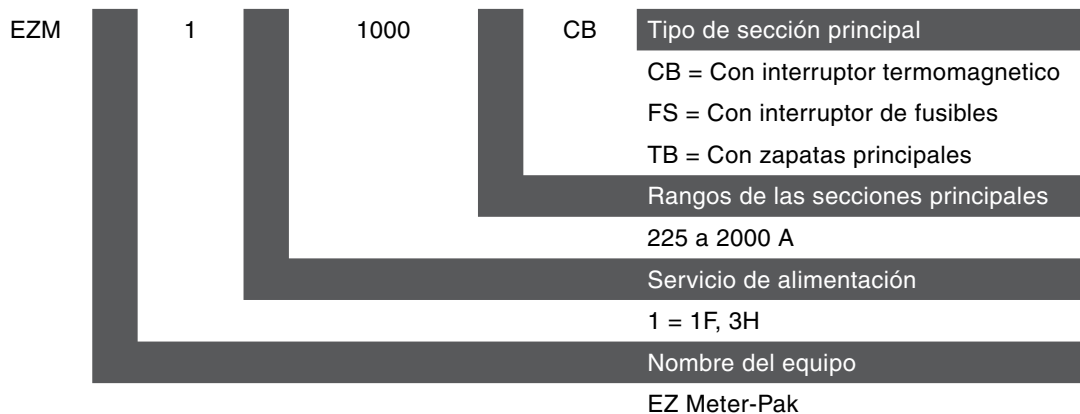 EZM 1 1000 CB Tipo de sección principal
CB = Con interruptor termomagnetico
FS = Con interruptor de fusibles
TB = Con zapatas principales
Rangos de las secciones principales
225 a 2000 A
Servicio de alimentación
1 = 1F, 3H
Nombre del equipo
EZ Meter-Pak